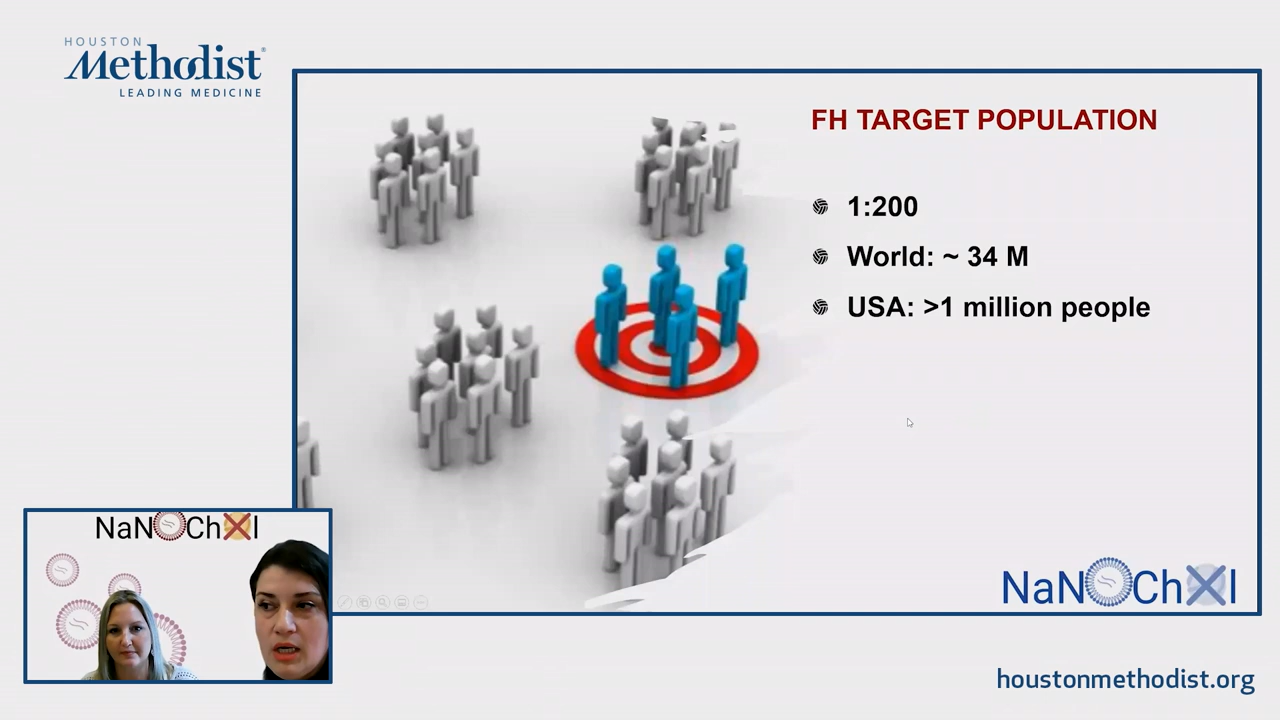 HOUSTON
Methodist®
LEADING MEDICINE
FH TARGET POPULATION
1:200
World: ~ 34 M
USA: >1 million people
NaNOChXl
NaNOChXl
houstonmethodist.org